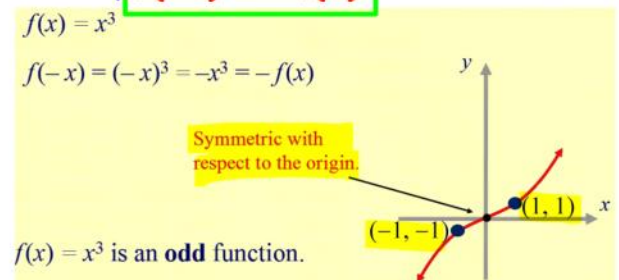 f(x) = x³
f(−x) = (−x)³ = −x³ = −f(x)
y
Symmetric with
respect to the origin.
(1, 1)
x
(−1, −1)
f(x) = x³ is an odd function.